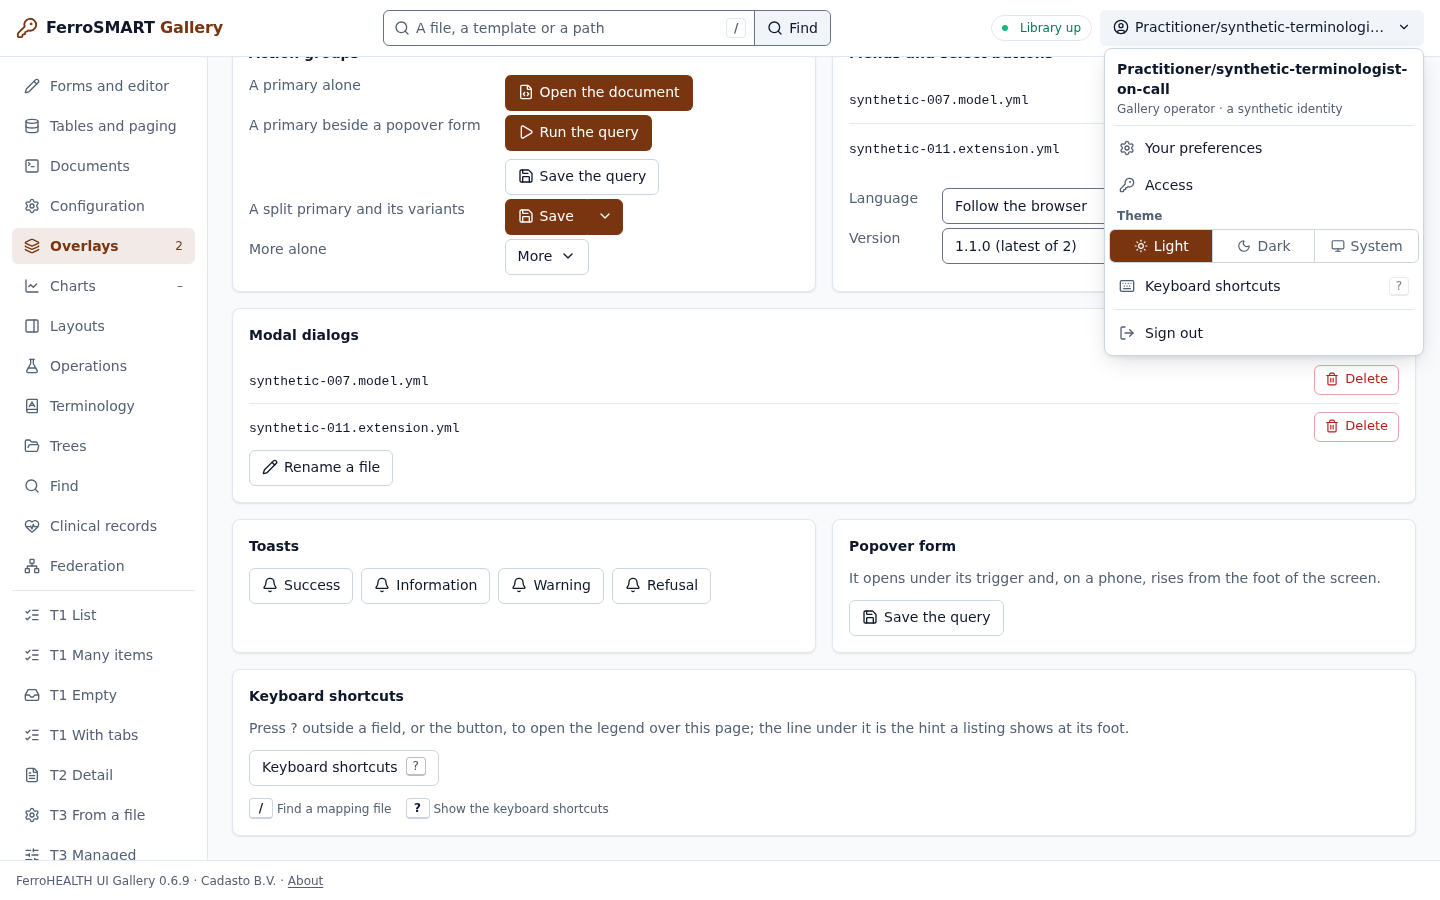 FerroSMART Gallery
A file, a template or a path /
Find
Library up
Practitioner/synthetic-terminologi...
Forms and editor
Tables and paging
Documents
Configuration
Overlays 2
Charts –
Layouts
Operations
Terminology
Trees
Find
Clinical records
Federation
T1 List
T1 Many items
T1 Empty
T1 With tabs
T2 Detail
T3 From a file
T3 Managed
Action groups
A primary alone
Open the document
A primary beside a popover form
Run the query
Save the query
A split primary and its variants
Save
More alone
More
Menus and select buttons
synthetic-007.model.yml
synthetic-011.extension.yml
Language
Follow the browser
Version
1.1.0 (latest of 2)
Practitioner/synthetic-terminologist-
on-call
Gallery operator · a synthetic identity
Your preferences
Access
Theme
Light
Dark
System
Keyboard shortcuts ?
Sign out
Modal dialogs
synthetic-007.model.yml
Delete
synthetic-011.extension.yml
Delete
Rename a file
Toasts
Success
Information
Warning
Refusal
Popover form
It opens under its trigger and, on a phone, rises from the foot of the screen.
Save the query
Keyboard shortcuts
Press ? outside a field, or the button, to open the legend over this page; the line under it is the hint a listing shows at its foot.
Keyboard shortcuts ?
/ Find a mapping file ? Show the keyboard shortcuts
FerroHEALTH UI Gallery 0.6.9 · Cadasto B.V. · About